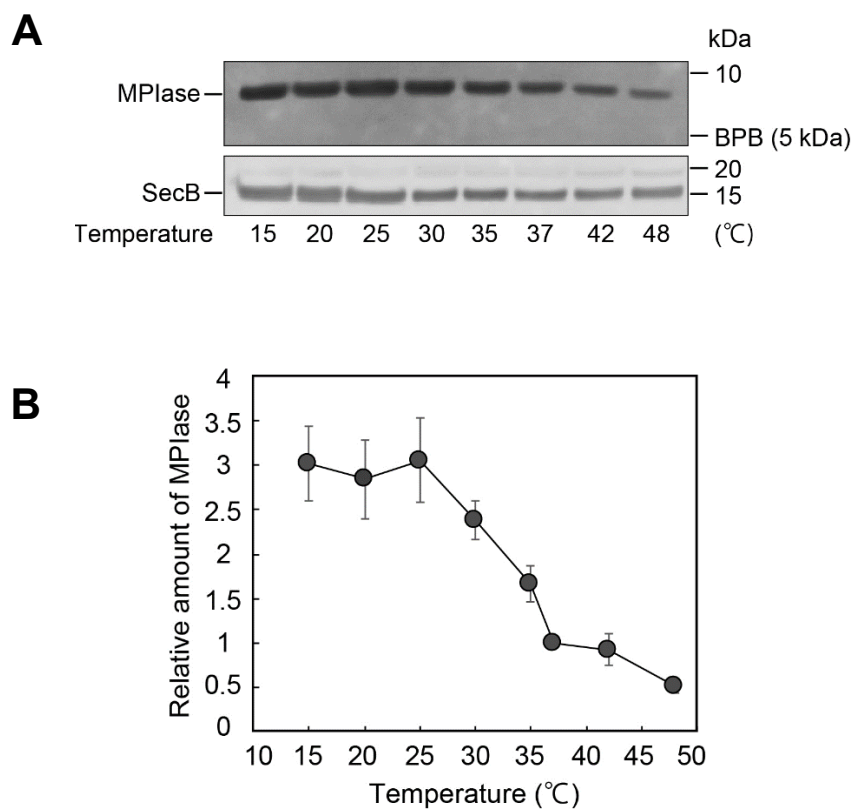 A
kDa
MPIase
10
BPB (5 kDa)
SecB
20
15
Temperature 15 20 25 30 35 37 42 48 (℃)
B
Relative amount of MPIase
4
3.5
3
2.5
2
1.5
1
0.5
0
10 15 20 25 30 35 40 45 50
Temperature (℃)